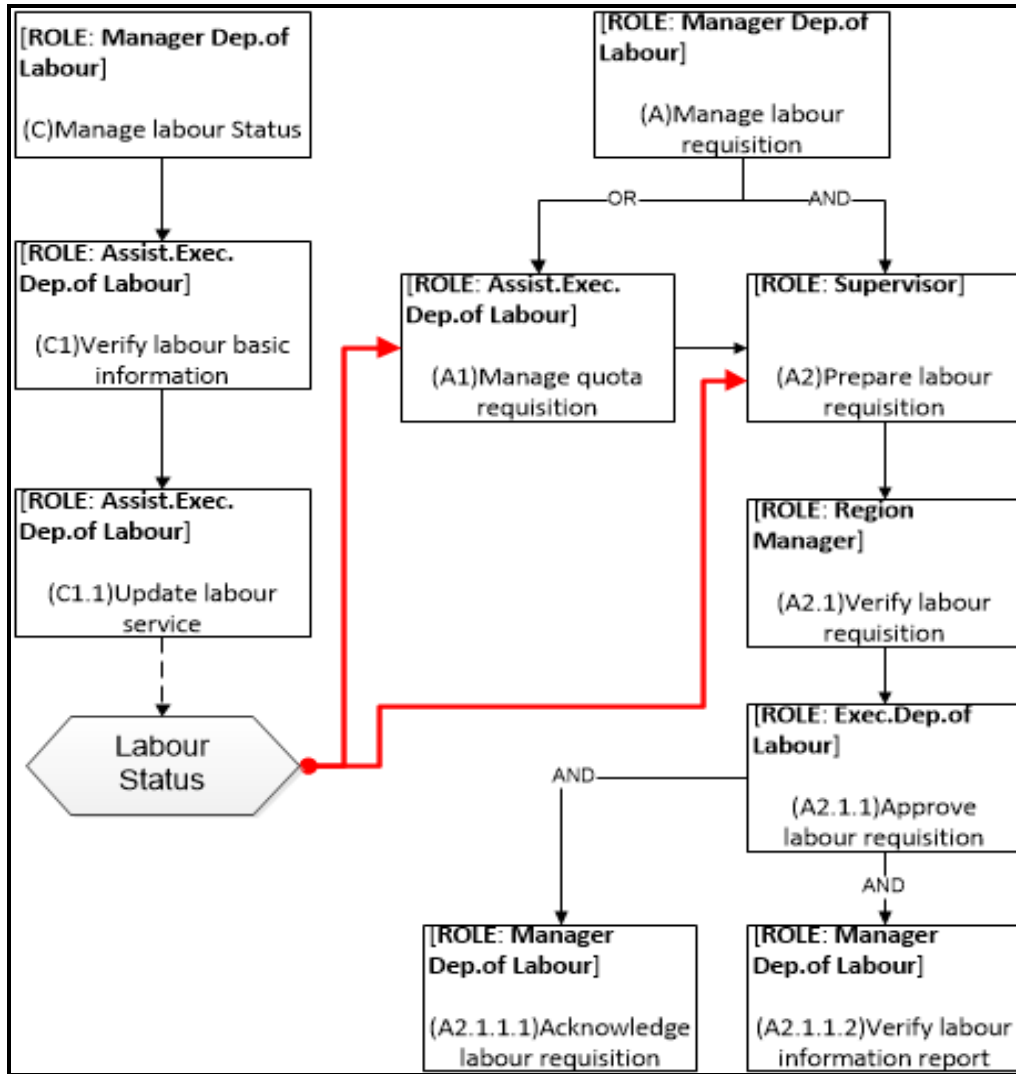 [ROLE: Manager Dep.of
Labour]
(C)Manage labour Status
[ROLE: Manager Dep.of
Labour]
(A)Manage labour
requisition
OR
AND
[ROLE: Assist.Exec.
Dep.of Labour]
(C1)Verify labour basic
information
[ROLE: Assist.Exec.
Dep.of Labour]
(A1)Manage quota
requisition
[ROLE: Supervisor]
(A2)Prepare labour
requisition
[ROLE: Assist.Exec.
Dep.of Labour]
(C1.1)Update labour
service
[ROLE: Region
Manager]
(A2.1)Verify labour
requisition
Labour
Status
[ROLE: Exec.Dep.of
Labour]
(A2.1.1)Approve
labour requisition
AND
AND
[ROLE: Manager
Dep.of Labour]
(A2.1.1.1)Acknowledge
labour requisition
[ROLE: Manager
Dep.of Labour]
(A2.1.1.2)Verify labour
information report